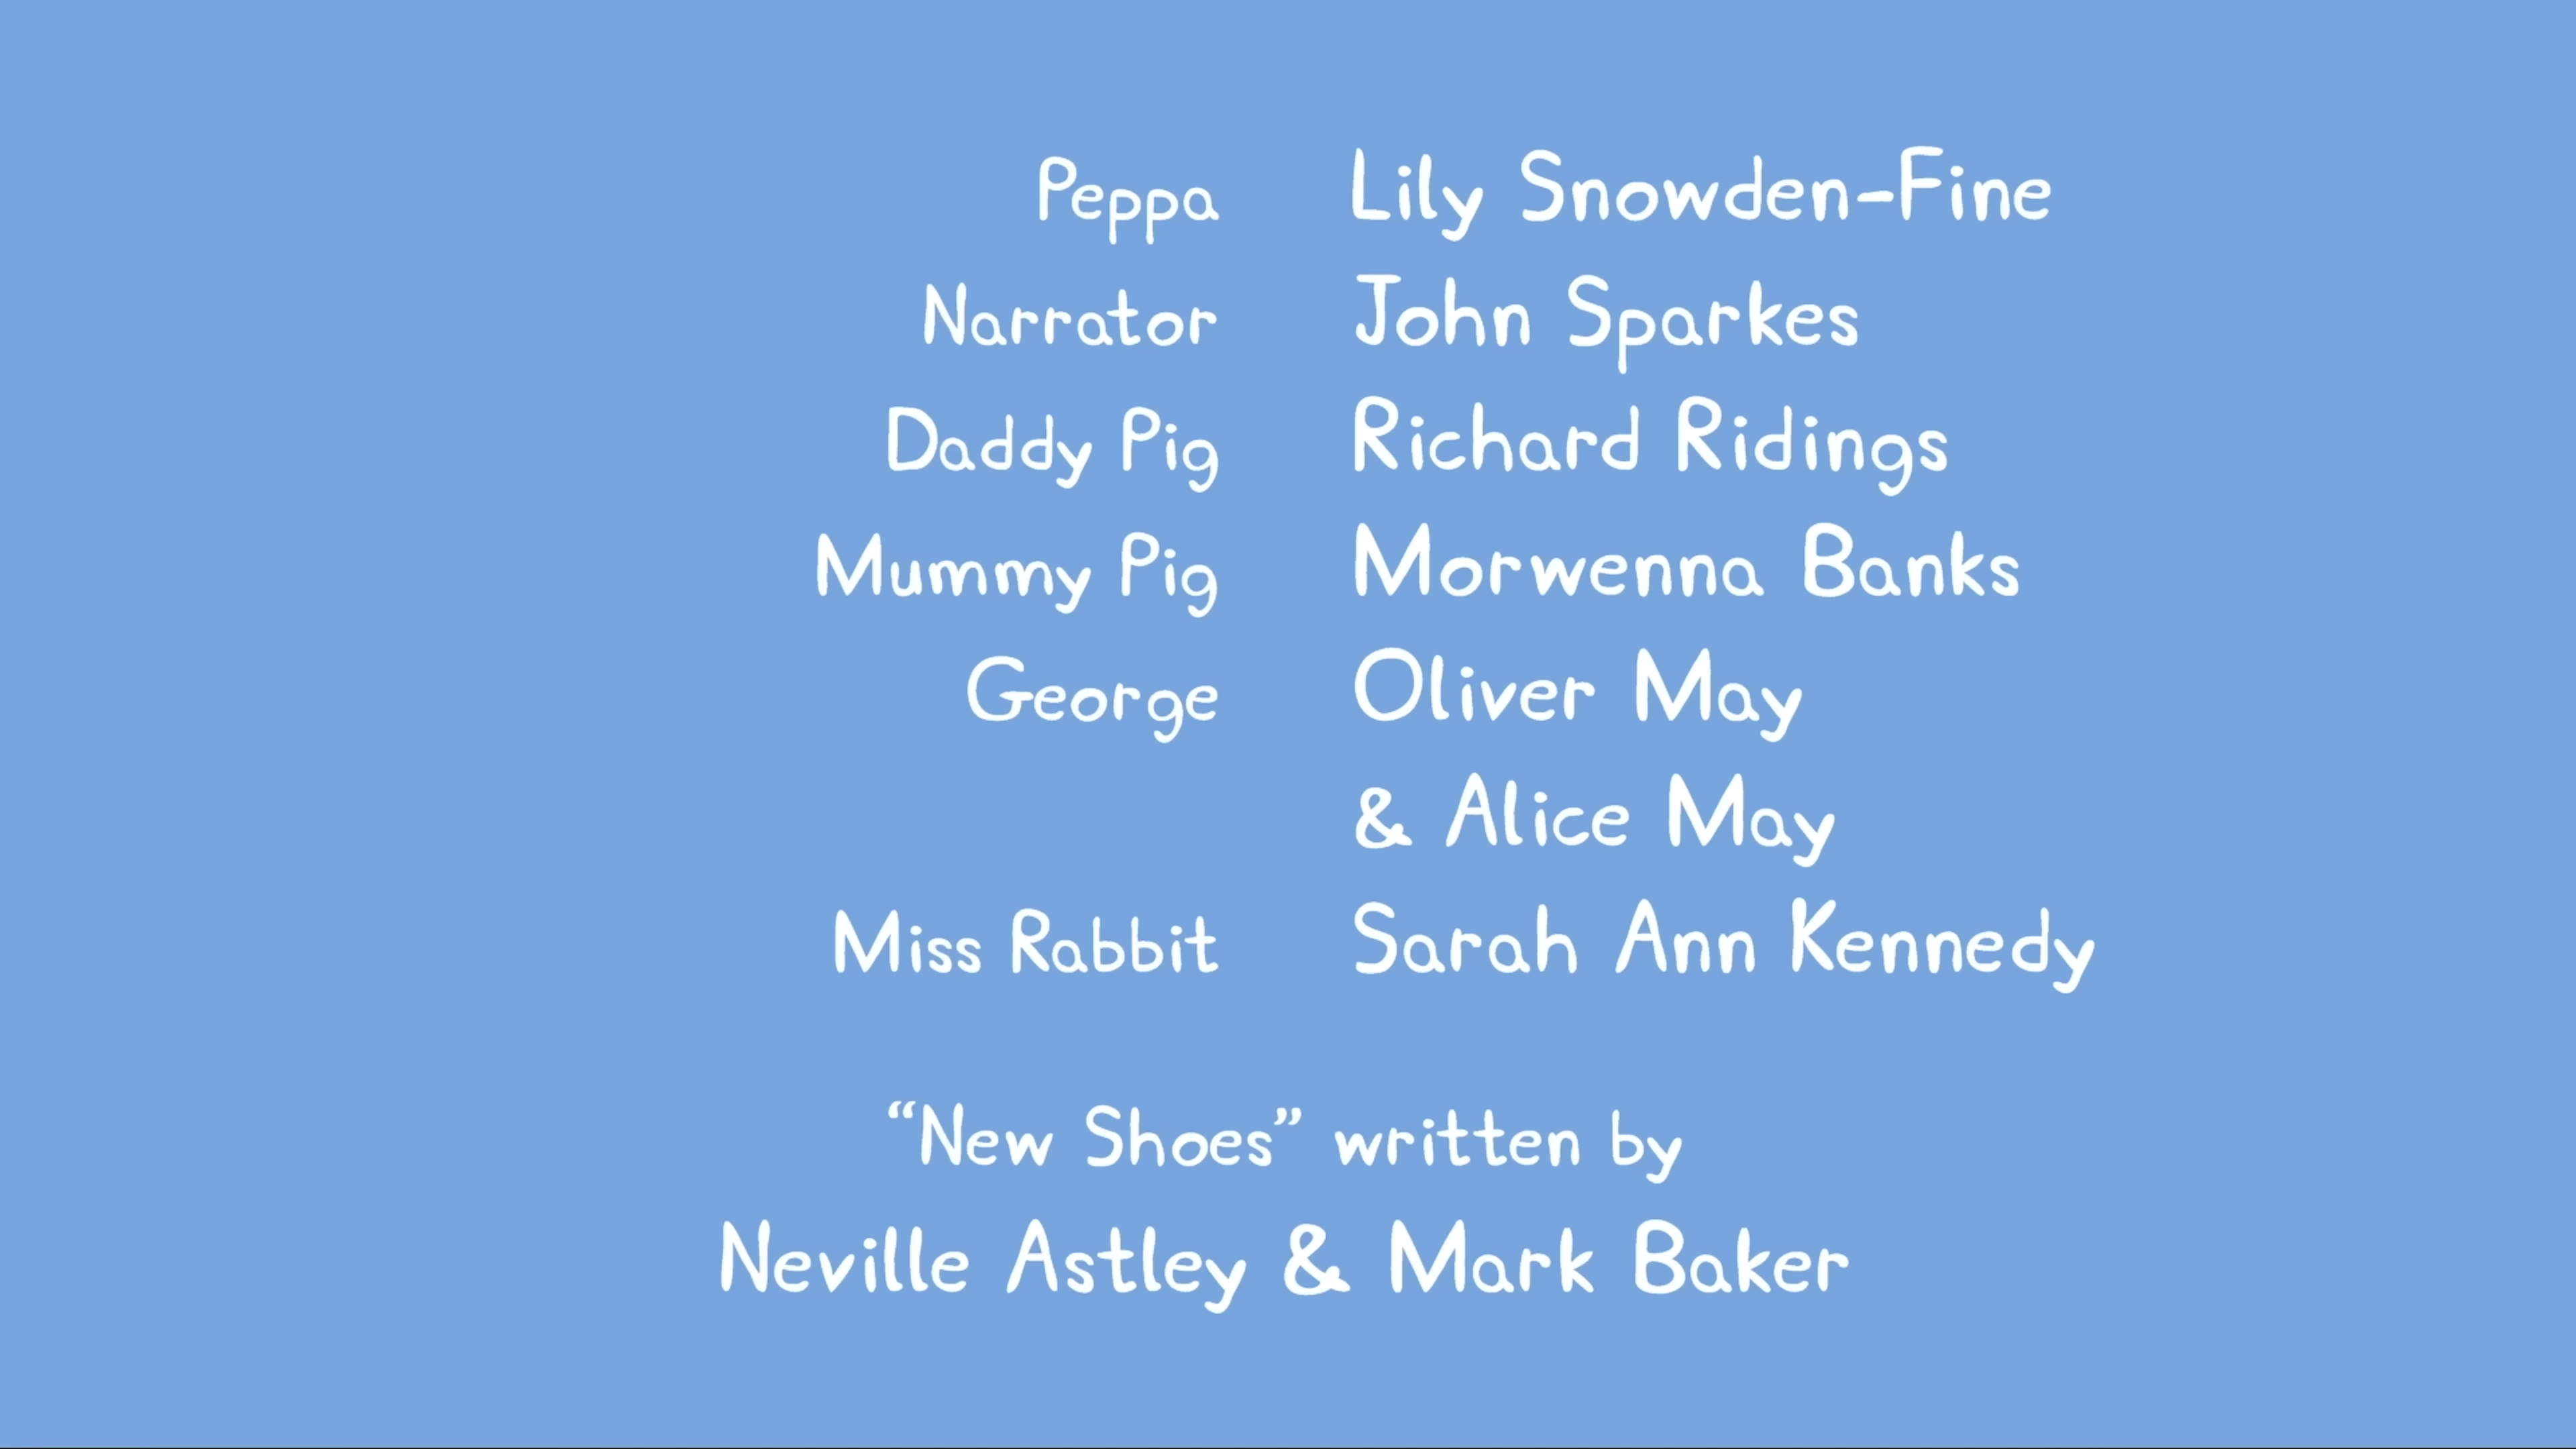 Peppa Lily Snowden-Fine
Narrator John Sparkes
Daddy Pig Richard Ridings
Mummy Pig Morwenna Banks
George Oliver May
& Alice May
Miss Rabbit Sarah Ann Kennedy
“New Shoes” written by
Neville Astley & Mark Baker